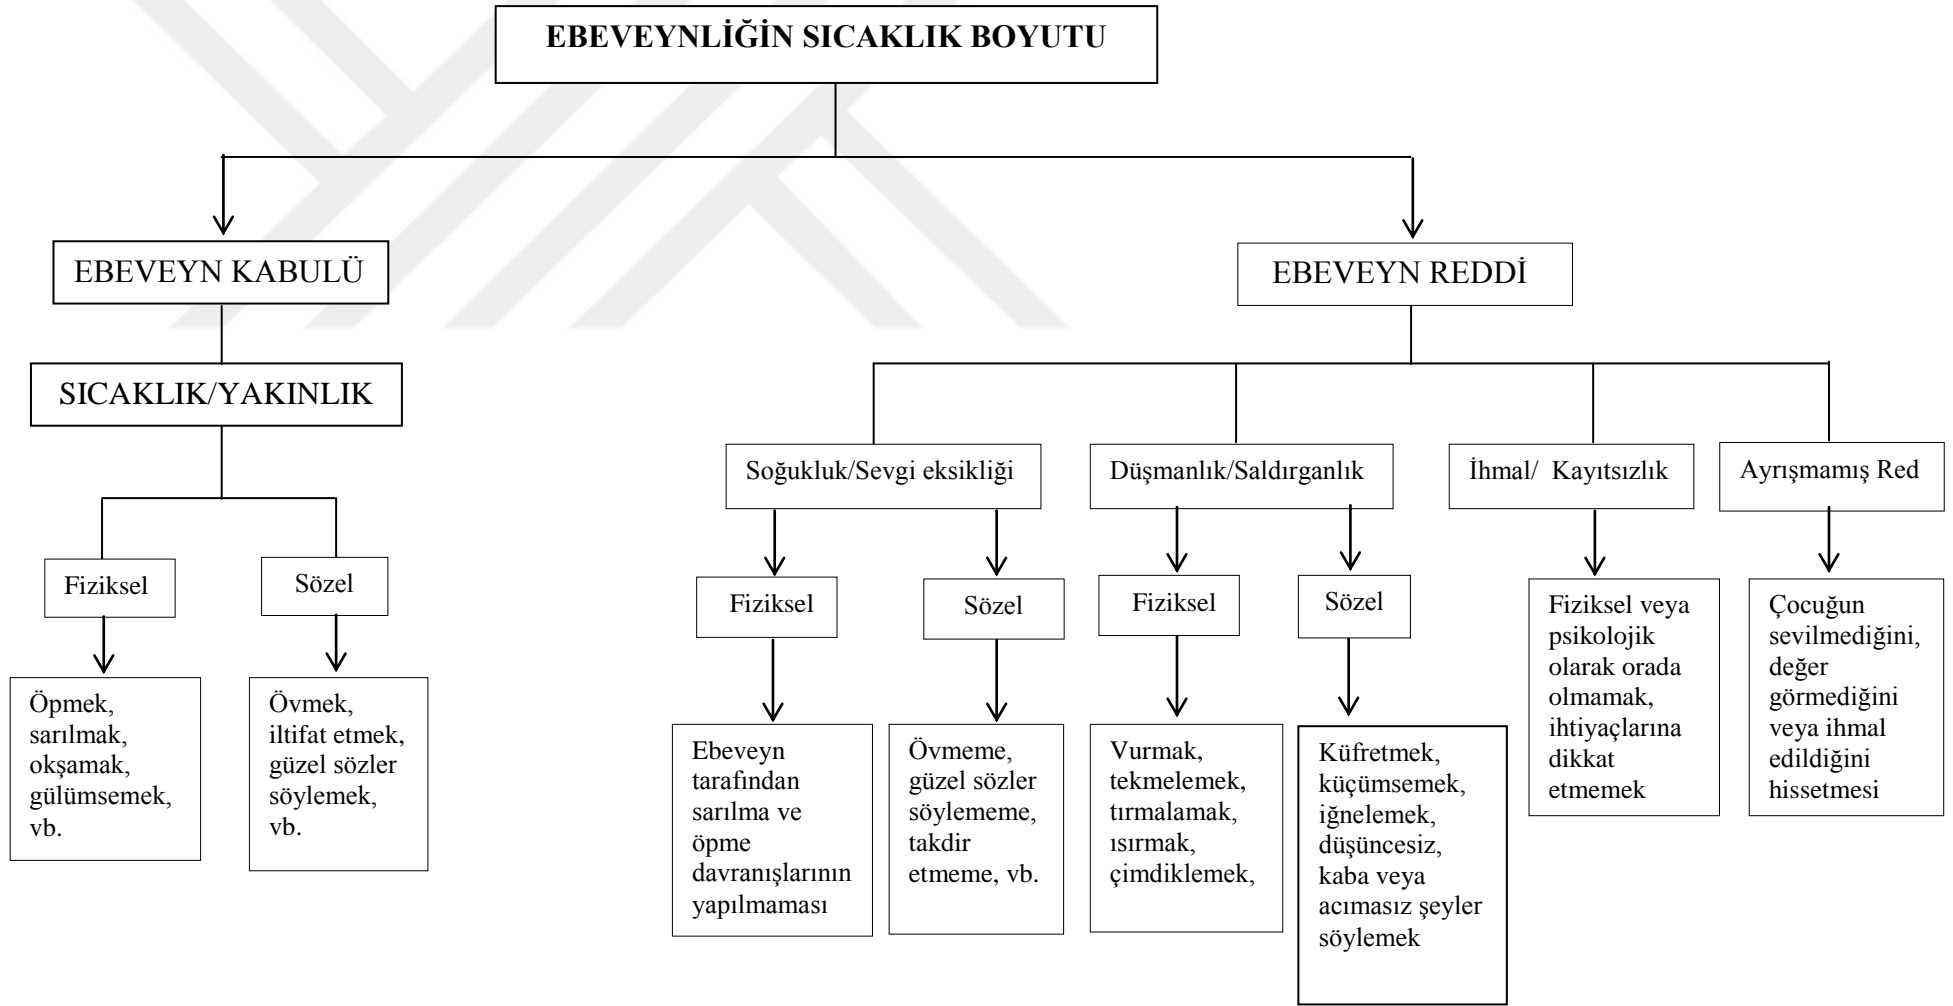 EBEVEYNLİĞİN SICAKLIK BOYUTU
EBEVEYN KABULÜ
EBEVEYN REDDİ
SICAKLIK/YAKINLIK
Soğukluk/Sevgi eksikliği
Düşmanlık/Saldırganlık
İhmal/ Kayıtsızlık
Ayrışmamış Red
Fiziksel
Sözel
Fiziksel
Sözel
Fiziksel
Sözel
Öpmek,
sarılmak,
okşamak,
gülümsemek,
vb.
Övmek,
iltifat etmek,
güzel sözler
söylemek,
vb.
Ebeveyn
tarafından
sarılma ve
öpme
davranışlarının
yapılmaması
Övmeme,
güzel sözler
söylememe,
takdir
etmeme, vb.
Vurmak,
tekmelemek,
tırmalamak,
ısırmak,
çimdiklemek,
Küfretmek,
küçümsemek,
iğnelemek,
düşüncesiz,
kaba veya
acımasız şeyler
söylemek
Fiziksel veya
psikolojik
olarak orada
olmamak,
ihtiyaçlarına
dikkat
etmemek
Çocuğun
sevilmediğini,
değer
görmediğini
veya ihmal
edildiğini
hissetmesi